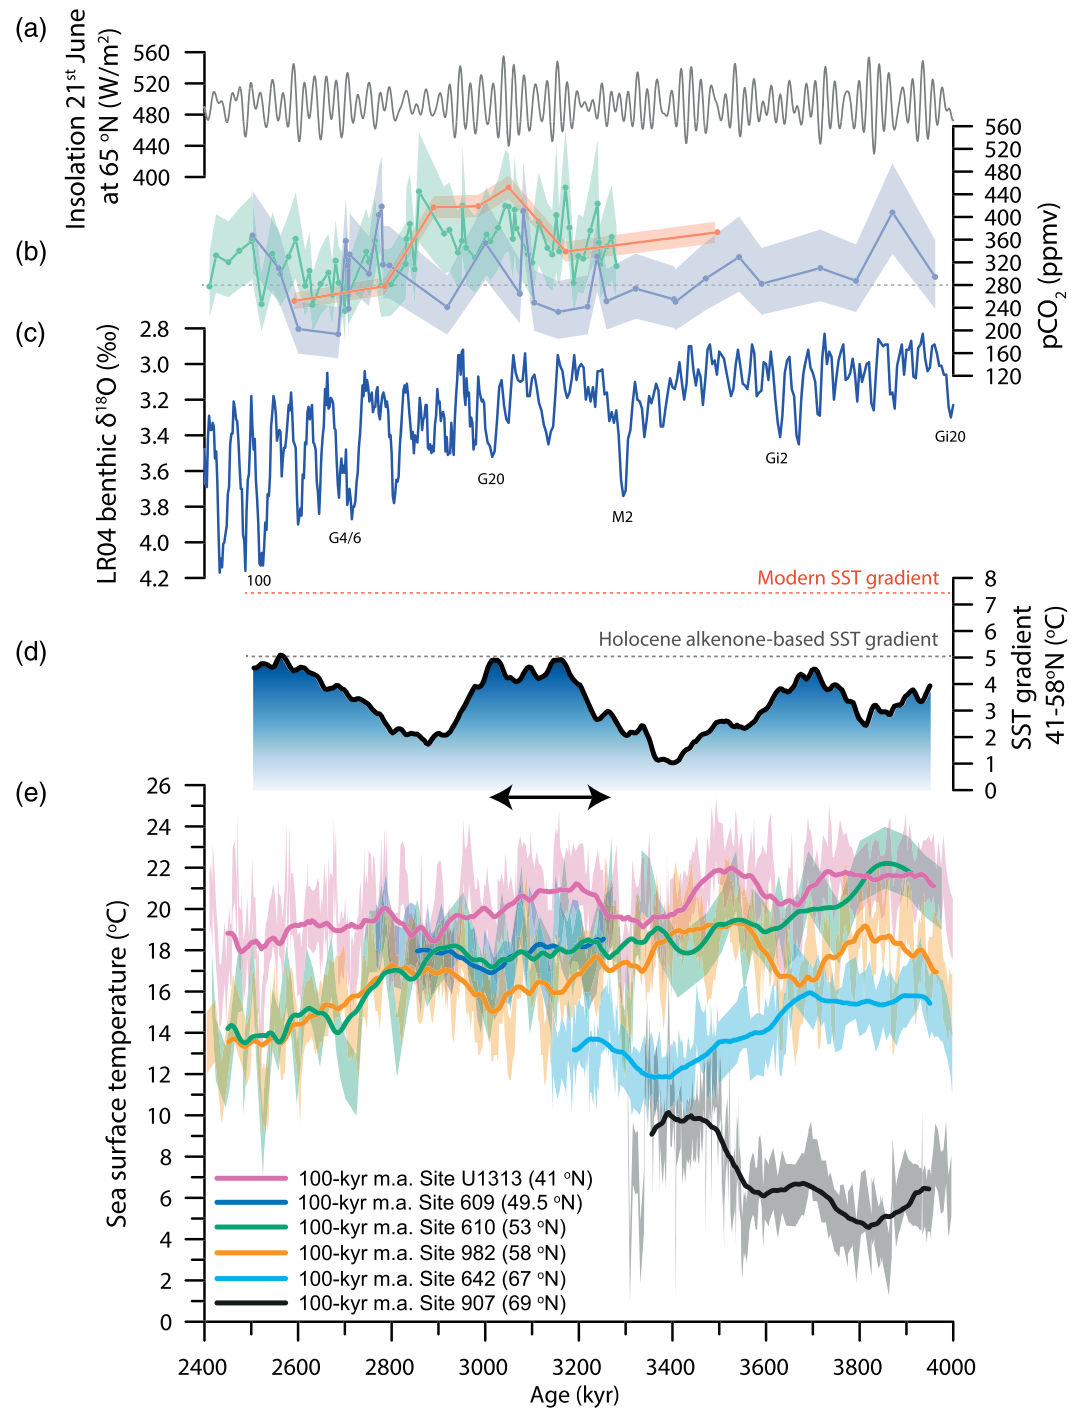 (a)
Insolation 21st June
at 65 °N (W/m²)
560
520
480
440
400
(b)
560
520
480
440
400
360
320
280
240
200
160
120
pCO₂ (ppmv)
(c)
LR04 benthic δ¹⁸O (‰)
2.8
3.0
3.2
3.4
3.6
3.8
4.0
4.2
100
G4/6
G20
M2
Gi2
Gi20
(d)
Modern SST gradient
Holocene alkenone-based SST gradient
8
7
6
5
4
3
2
1
0
SST gradient
41-58°N (°C)
(e)
Sea surface temperature (°C)
26
24
22
20
18
16
14
12
10
8
6
4
2
0
100-kyr m.a. Site U1313 (41 °N)
100-kyr m.a. Site 609 (49.5 °N)
100-kyr m.a. Site 610 (53 °N)
100-kyr m.a. Site 982 (58 °N)
100-kyr m.a. Site 642 (67 °N)
100-kyr m.a. Site 907 (69 °N)
2400 2600 2800 3000 3200 3400 3600 3800 4000
Age (kyr)